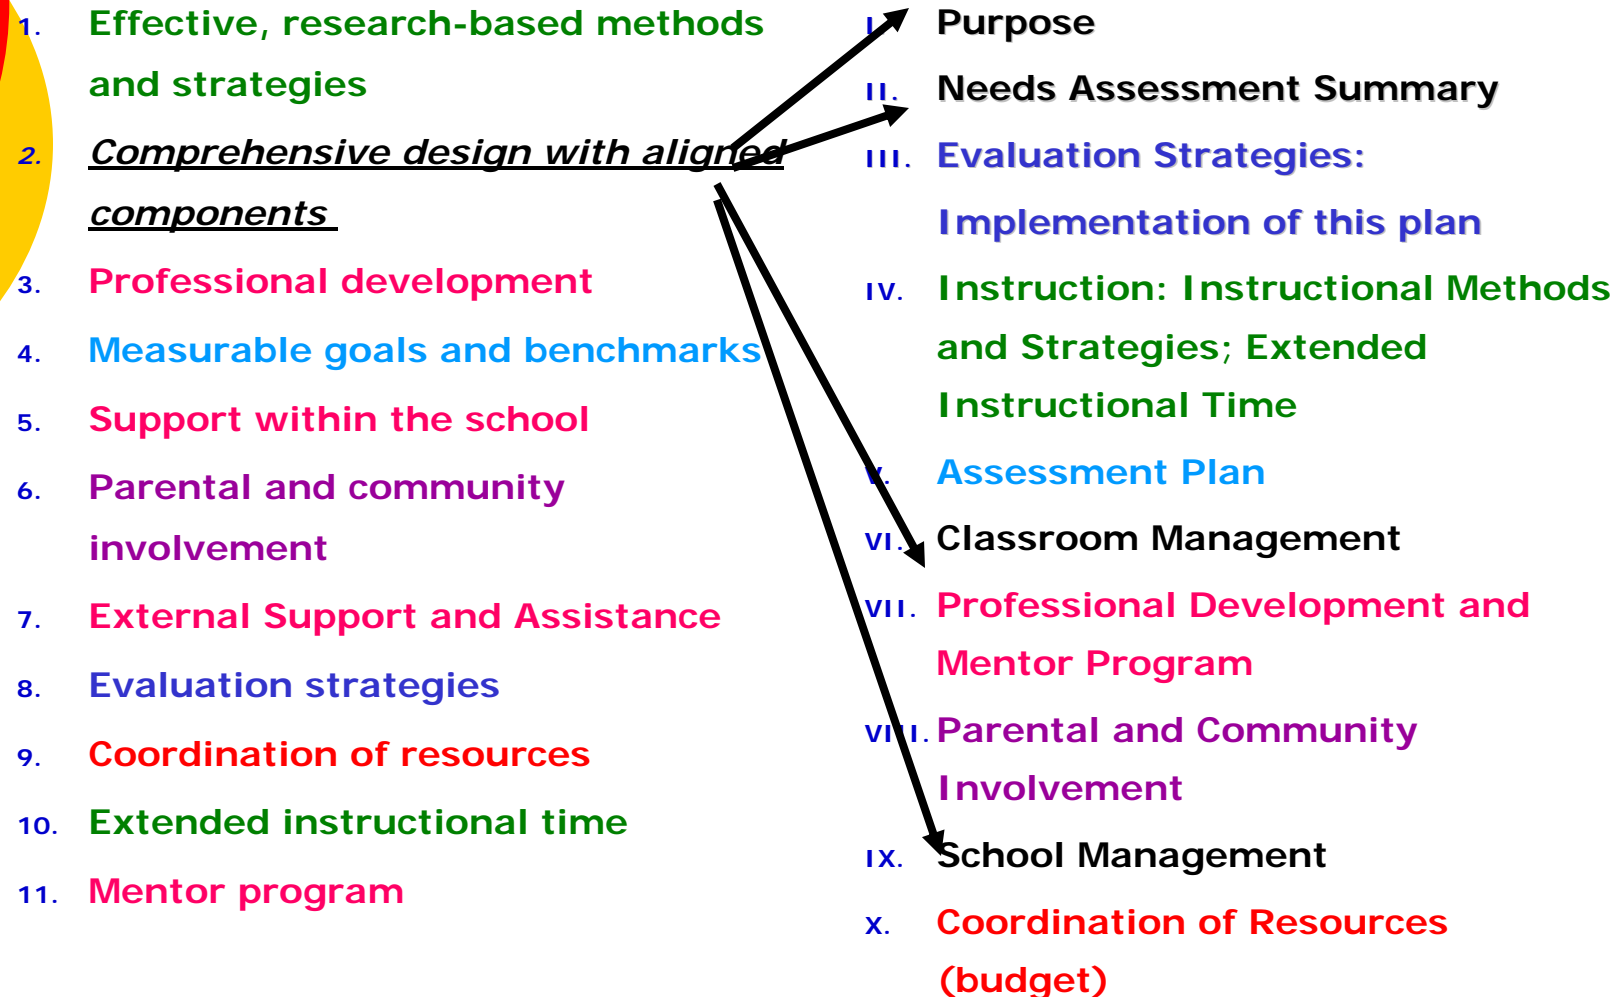 1. Effective, research-based methods
and strategies
2. Comprehensive design with aligned
components
3. Professional development
4. Measurable goals and benchmarks
5. Support within the school
6. Parental and community
involvement
7. External Support and Assistance
8. Evaluation strategies
9. Coordination of resources
10. Extended instructional time
11. Mentor program
I. Purpose
II. Needs Assessment Summary
III. Evaluation Strategies:
Implementation of this plan
IV. Instruction: Instructional Methods
and Strategies; Extended
Instructional Time
V. Assessment Plan
VI. Classroom Management
VII. Professional Development and
Mentor Program
VIII. Parental and Community
Involvement
IX. School Management
X. Coordination of Resources
(budget)